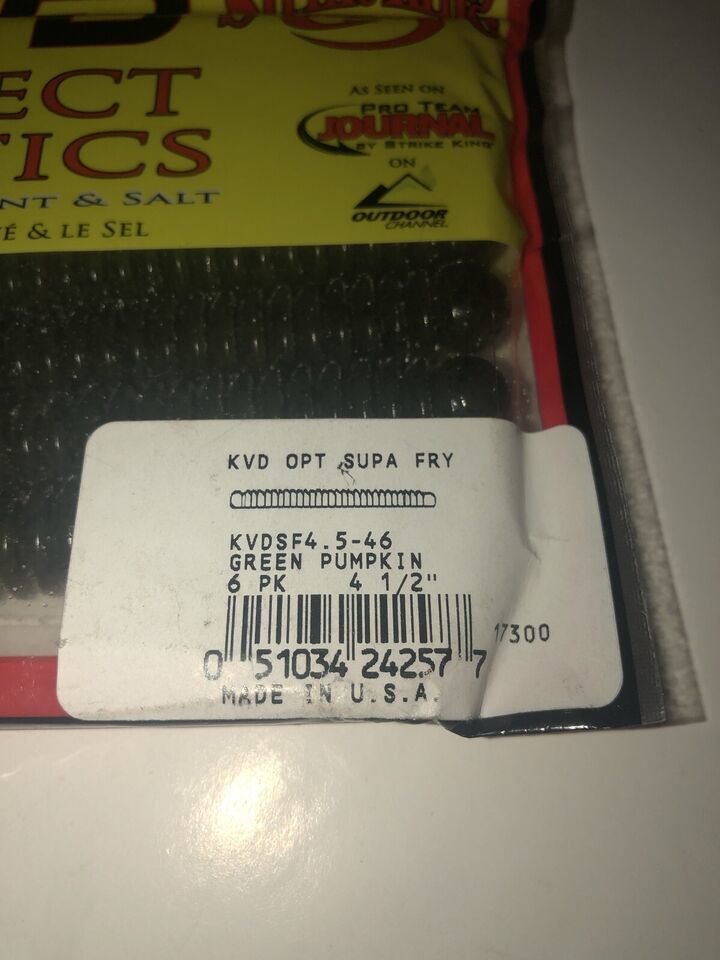 ECT
TICS
NT & SALT
É & LE SEL
AS SEEN ON
PRO TEAM
JOURNAL
BY STRIKE KING
ON
OUTDOOR
CHANNEL
KVD OPT SUPA FRY
KVDSF4.5-46
GREEN PUMPKIN
6 PK 4 1/2"
17300
0 51034 24257 7
MADE IN U.S.A.